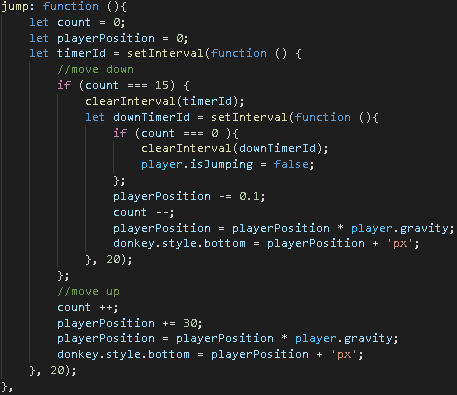 jump: function (){
    let count = 0;
    let playerPosition = 0;
    let timerId = setInterval(function () {
        //move down
        if (count === 15) {
            clearInterval(timerId);
            let downTimerId = setInterval(function (){
                if (count === 0 ){
                    clearInterval(downTimerId);
                    player.isJumping = false;
                };
                playerPosition -= 0.1;
                count --;
                playerPosition = playerPosition * player.gravity;
                donkey.style.bottom = playerPosition + 'px';
            }, 20);
        };
        //move up
        count ++;
        playerPosition += 30;
        playerPosition = playerPosition * player.gravity;
        donkey.style.bottom = playerPosition + 'px';
    }, 20);
},